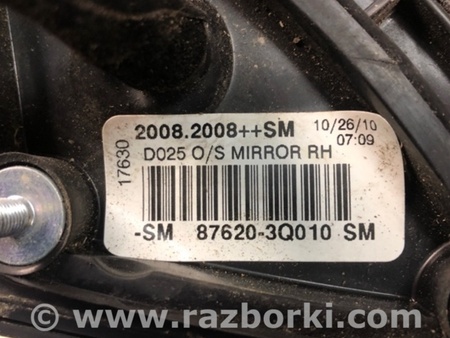 17630
2008.2008++SM 10/26/10
07:09
D025 O/S MIRROR RH
-SM 87620-3Q010 SM
© www.razborki.com